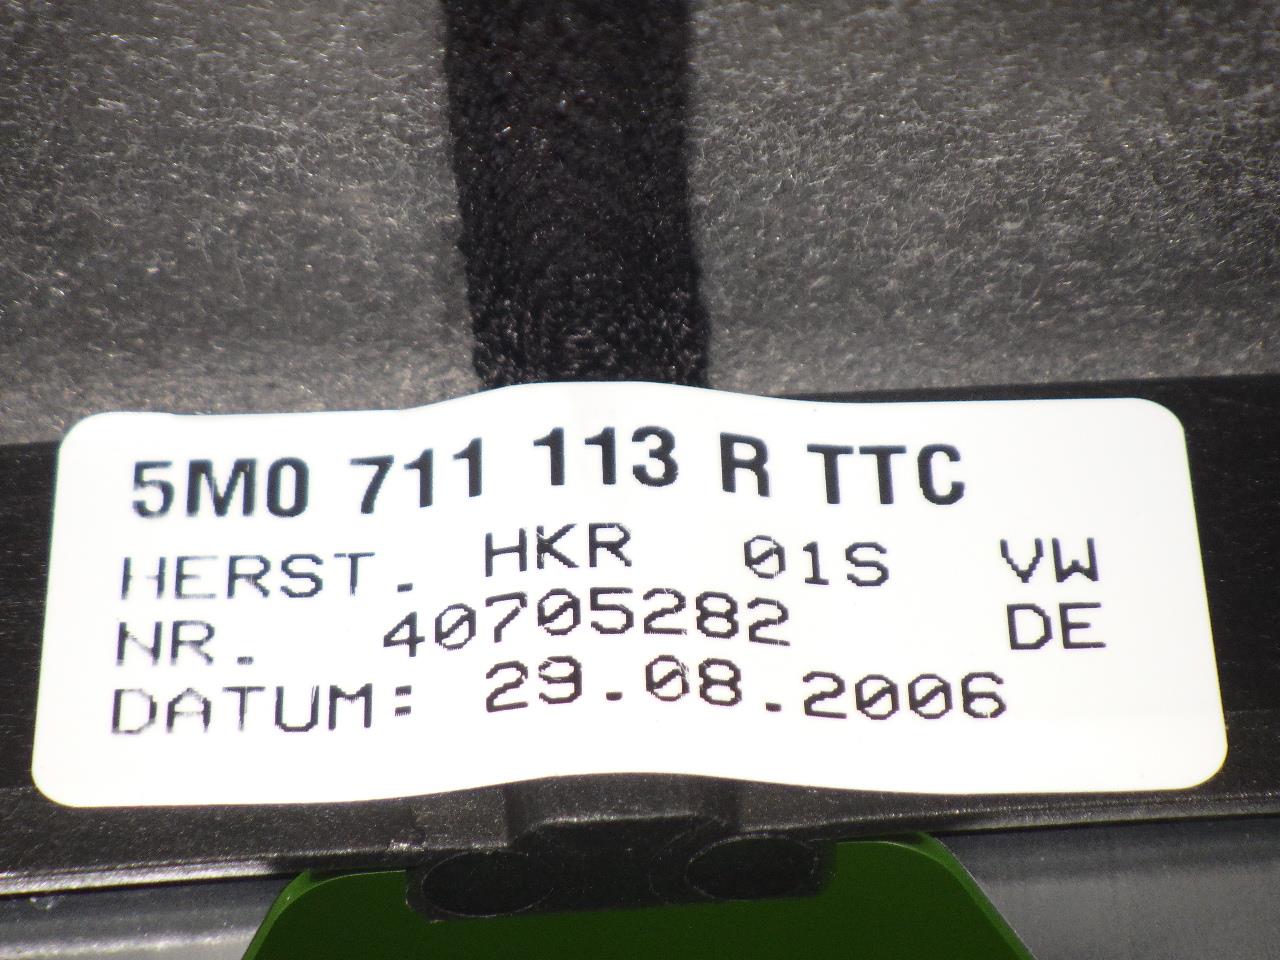 5M0 711 113 R TTC
HERST. HKR 01S VW
NR. 40705282 DE
DATUM: 29.08.2006